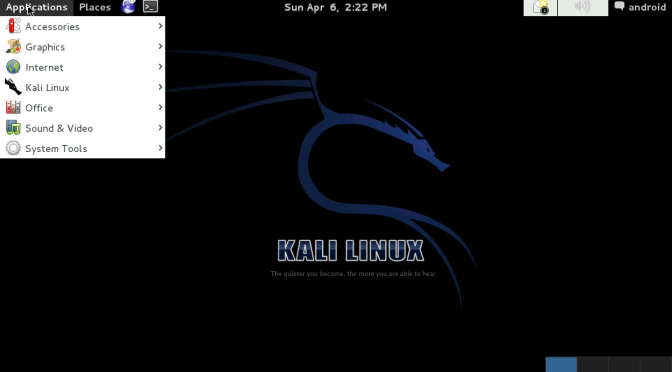 Applications Places Sun Apr 6, 2:22 PM android
Accessories
Graphics
Internet
Kali Linux
Office
Sound & Video
System Tools
KALI LINUX
The quieter you become, the more you are able to hear